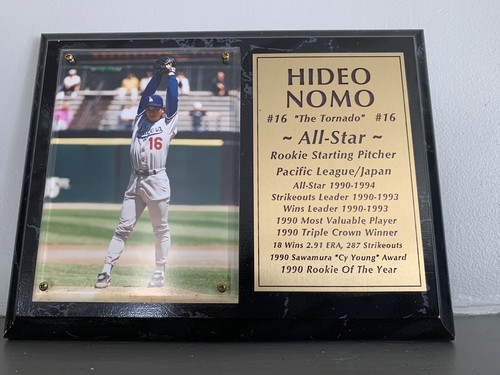 HIDEO
NOMO
#16 "The Tornado" #16
~ All-Star ~
Rookie Starting Pitcher
Pacific League/Japan
All-Star 1990-1994
Strikeouts Leader 1990-1993
Wins Leader 1990-1993
1990 Most Valuable Player
1990 Triple Crown Winner
18 Wins 2.91 ERA, 287 Strikeouts
1990 Sawamura "Cy Young" Award
1990 Rookie Of The Year
16